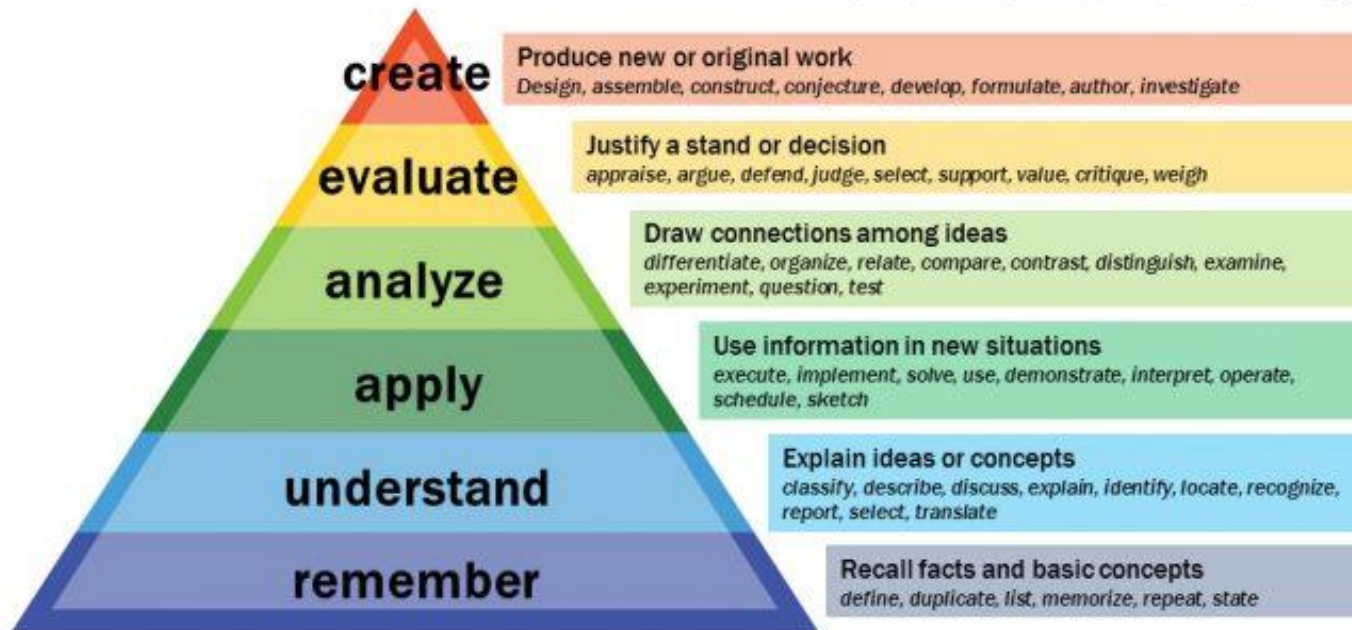 create
Produce new or original work
Design, assemble, construct, conjecture, develop, formulate, author, investigate
evaluate
Justify a stand or decision
appraise, argue, defend, judge, select, support, value, critique, weigh
analyze
Draw connections among ideas
differentiate, organize, relate, compare, contrast, distinguish, examine,
experiment, question, test
apply
Use information in new situations
execute, implement, solve, use, demonstrate, interpret, operate,
schedule, sketch
understand
Explain ideas or concepts
classify, describe, discuss, explain, identify, locate, recognize,
report, select, translate
remember
Recall facts and basic concepts
define, duplicate, list, memorize, repeat, state